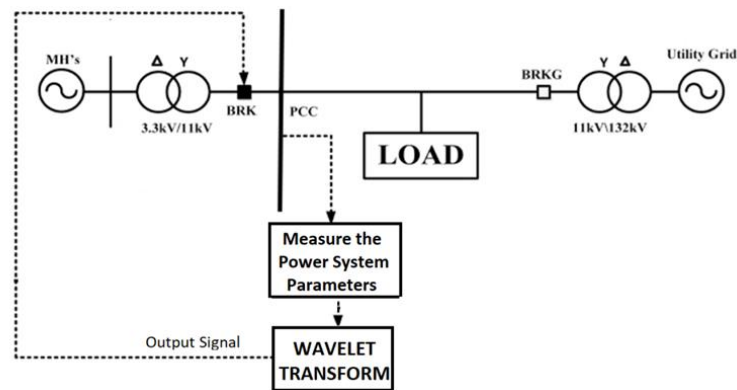 MH's
Δ Y
3.3kV/11kV
BRK
PCC
LOAD
BRKG
Y Δ
11kV\132kV
Utility Grid
Measure the
Power System
Parameters
Output Signal
WAVELET
TRANSFORM